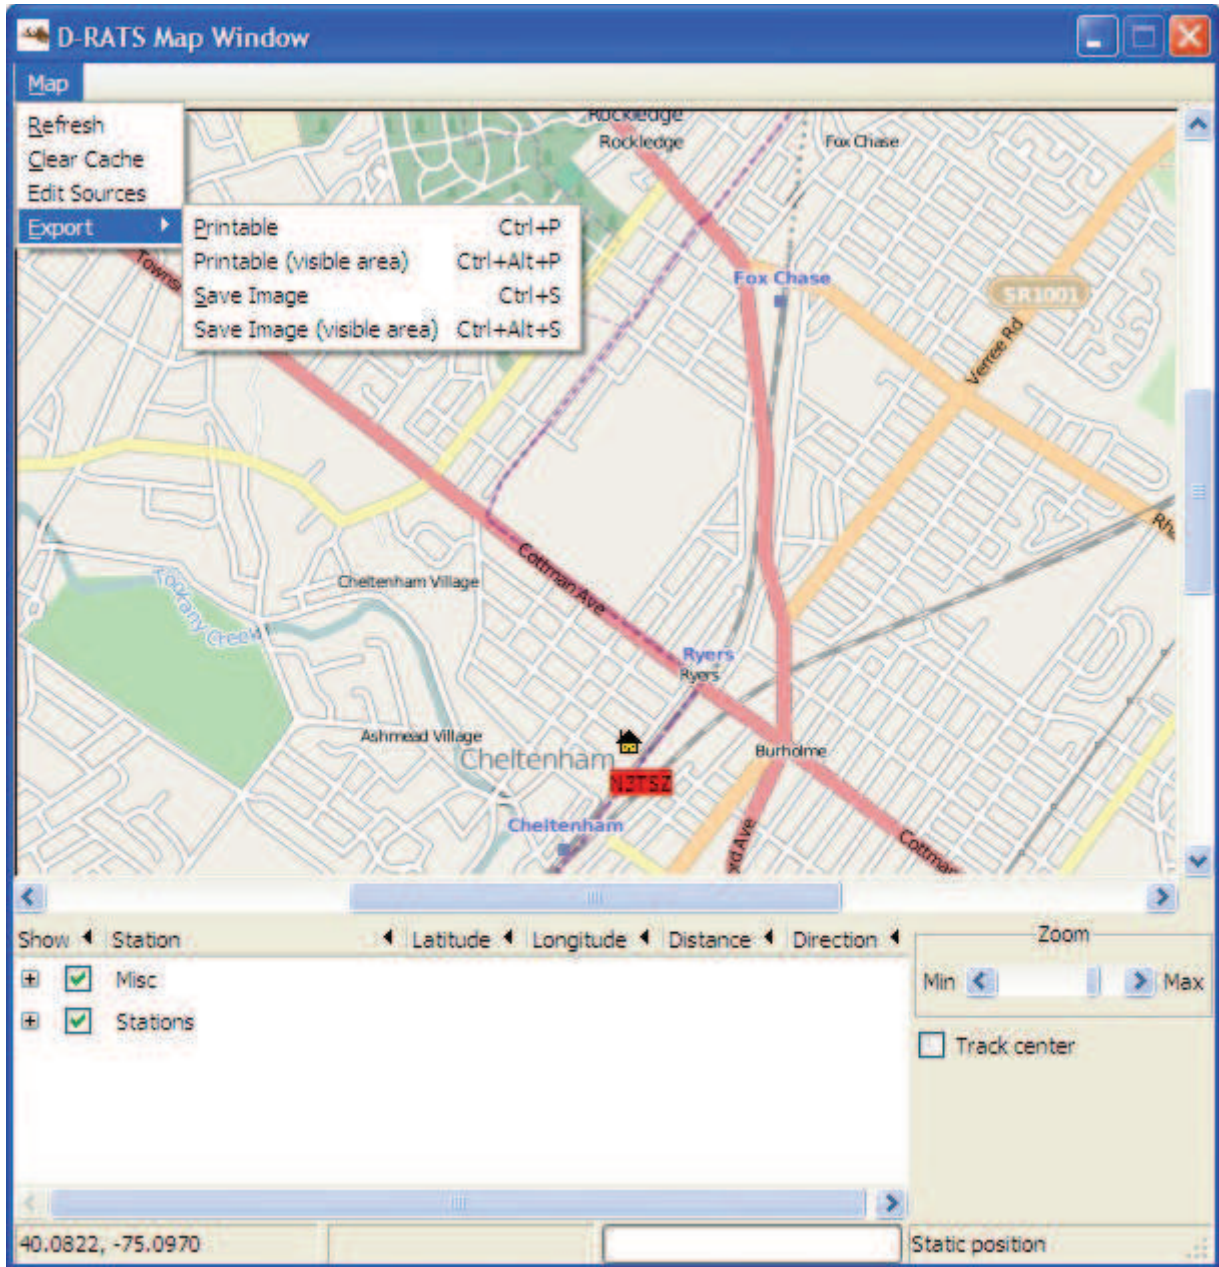 D-RATS Map Window
Map
Refresh
Clear Cache
Edit Sources
Export
Printable Ctrl+P
Printable (visible area) Ctrl+Alt+P
Save Image Ctrl+S
Save Image (visible area) Ctrl+Alt+S
Rockledge
Rockledge
Fox Chase
Fox Chase
SR1001
Verree Rd
Cottman Ave
Cheltenham Village
Ryers
Ryers
Ashmead Village
Cheltenham
Burholme
N3TSZ
Cheltenham
Show Station Latitude Longitude Distance Direction
Zoom
Misc
Min Max
Stations
Track center
40.0822, -75.0970
Static position